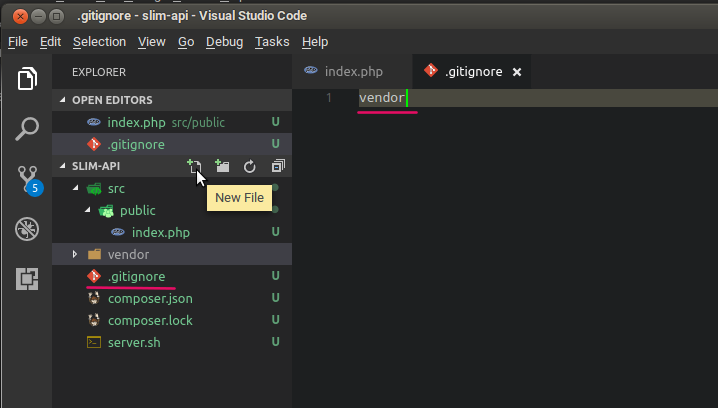 .gitignore - slim-api - Visual Studio Code
File Edit Selection View Go Debug Tasks Help
EXPLORER
index.php
.gitignore
OPEN EDITORS
1 vendor
index.php src/public U
.gitignore U
SLIM-API
src
New File
public
index.php U
vendor
.gitignore U
composer.json U
composer.lock U
server.sh U
5